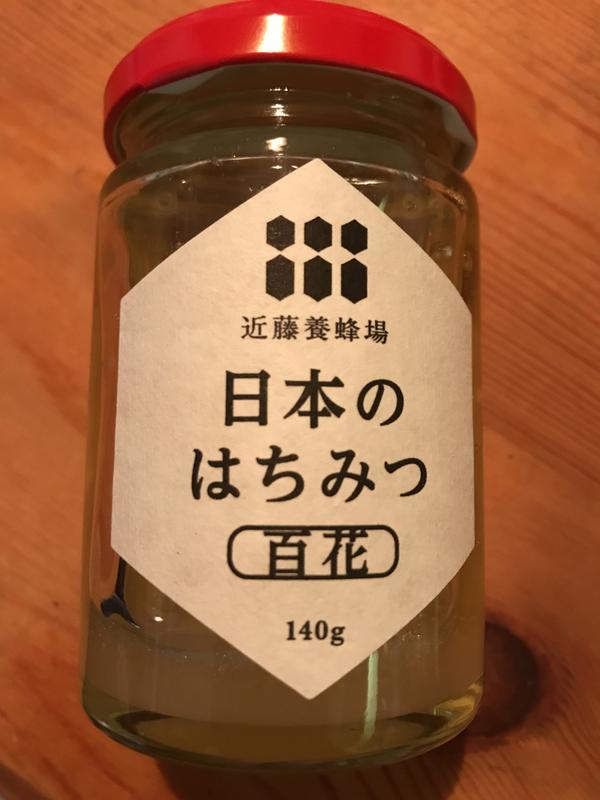 近藤養蜂場
日本の
はちみつ
百花
140g